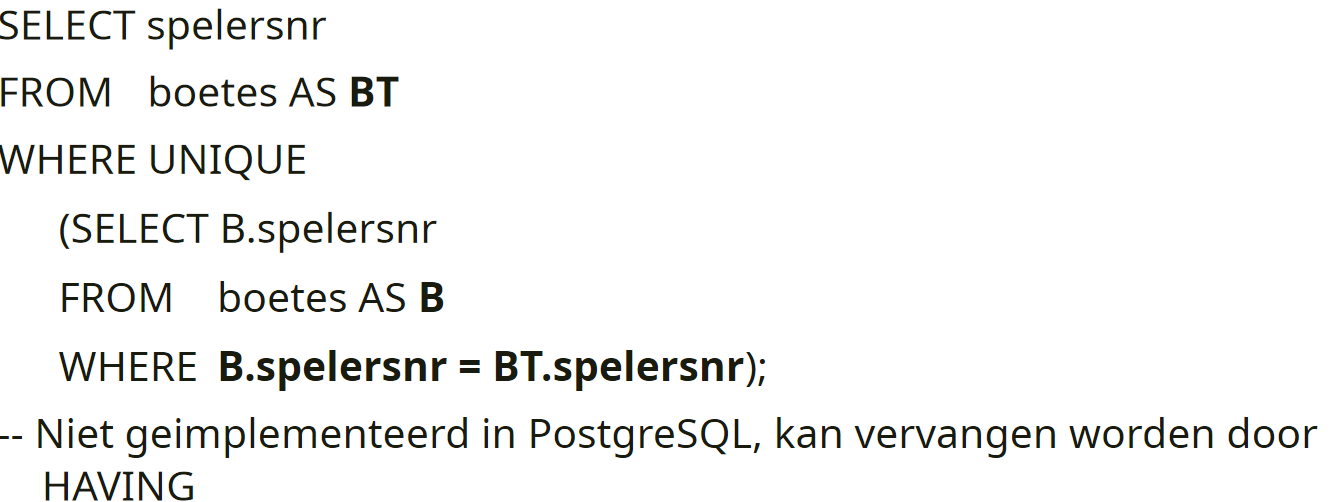 SELECT spelersnr
FROM boetes AS BT
WHERE UNIQUE
(SELECT B.spelersnr
FROM boetes AS B
WHERE B.spelersnr = BT.spelersnr);
-- Niet geimplementeerd in PostgreSQL, kan vervangen worden door
HAVING